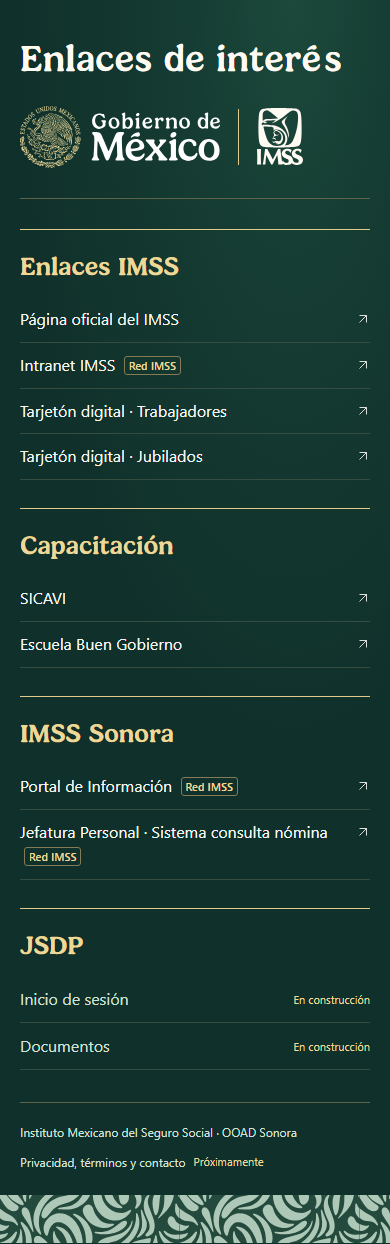 Enlaces de interés
ESTADOS UNIDOS MEXICANOS
Gobierno de
México
IMSS
Enlaces IMSS
Página oficial del IMSS
Intranet IMSS Red IMSS
Tarjetón digital · Trabajadores
Tarjetón digital · Jubilados
Capacitación
SICAVI
Escuela Buen Gobierno
IMSS Sonora
Portal de Información Red IMSS
Jefatura Personal · Sistema consulta nómina
Red IMSS
JSDP
Inicio de sesión En construcción
Documentos En construcción
Instituto Mexicano del Seguro Social · OOAD Sonora
Privacidad, términos y contacto Próximamente